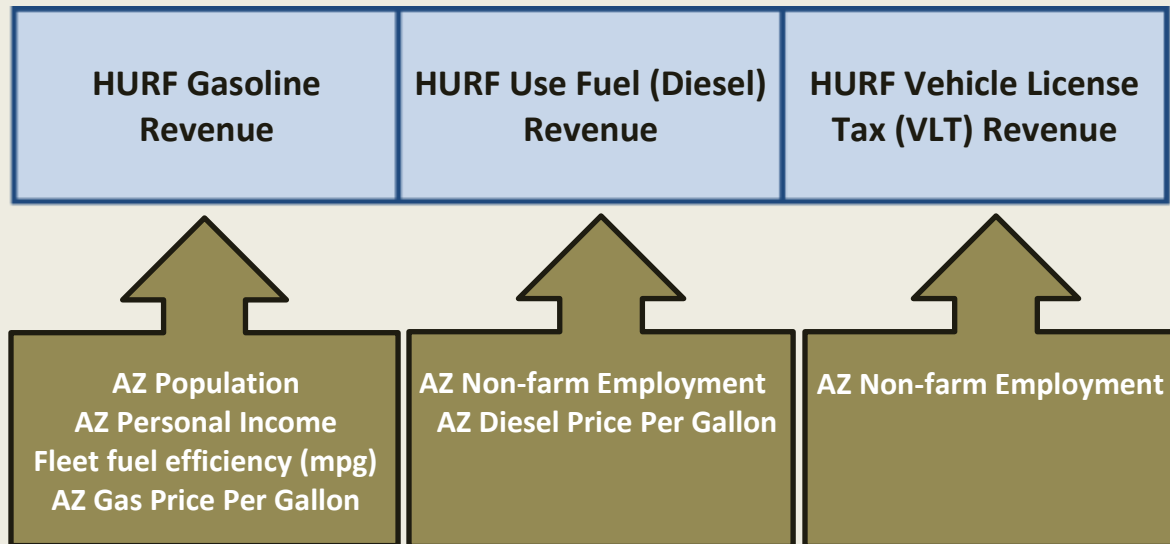 HURF Gasoline
Revenue
HURF Use Fuel (Diesel)
Revenue
HURF Vehicle License
Tax (VLT) Revenue
AZ Population
AZ Personal Income
Fleet fuel efficiency (mpg)
AZ Gas Price Per Gallon
AZ Non-farm Employment
AZ Diesel Price Per Gallon
AZ Non-farm Employment